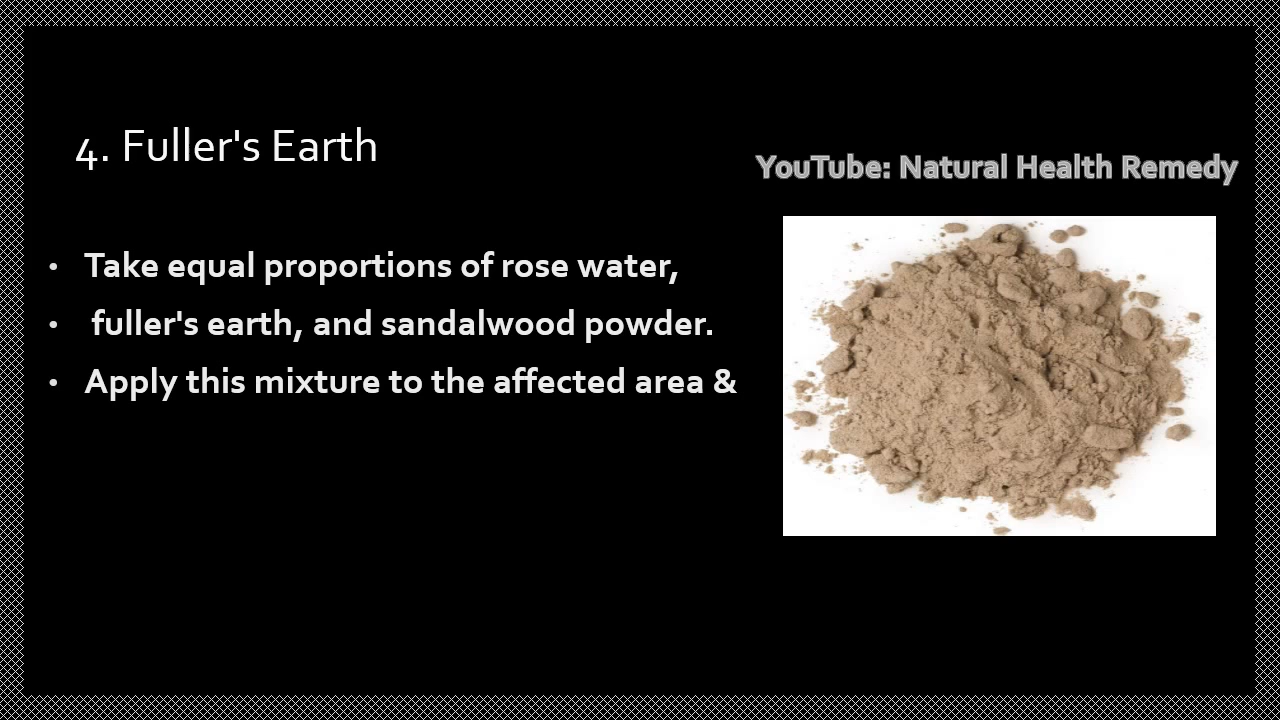 4. Fuller's Earth
YouTube: Natural Health Remedy
• Take equal proportions of rose water,
• fuller's earth, and sandalwood powder.
• Apply this mixture to the affected area &